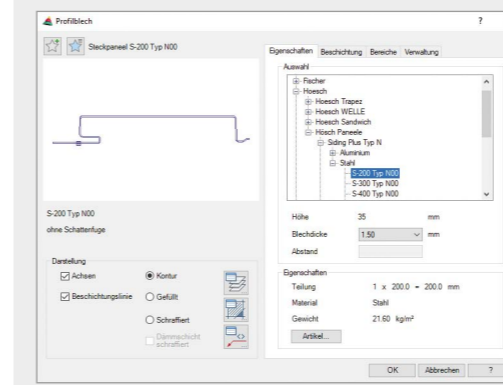 Profilblech
?
Steckpaneel S-200 Typ N00
Eigenschaften Beschichtung Bereiche Verwaltung
Auswahl
Fischer
Hoesch
Hoesch Trapez
Hoesch WELLE
Hoesch Sandwich
Hösch Paneele
Siding Plus Typ N
Aluminium
Stahl
S-200 Typ N00
S-300 Typ N00
S-400 Typ N00
S-200 Typ N00
ohne Schattenfuge
Höhe 35 mm
Blechdicke 1.50 mm
Abstand
Darstellung
Achsen
Kontur
Beschichtungslinie
Gefüllt
Schraffiert
Dämmschicht
schraffiert
Eigenschaften
Teilung 1 x 200.0 = 200.0 mm
Material Stahl
Gewicht 21.60 kg/m²
Artikel...
OK Abbrechen ?